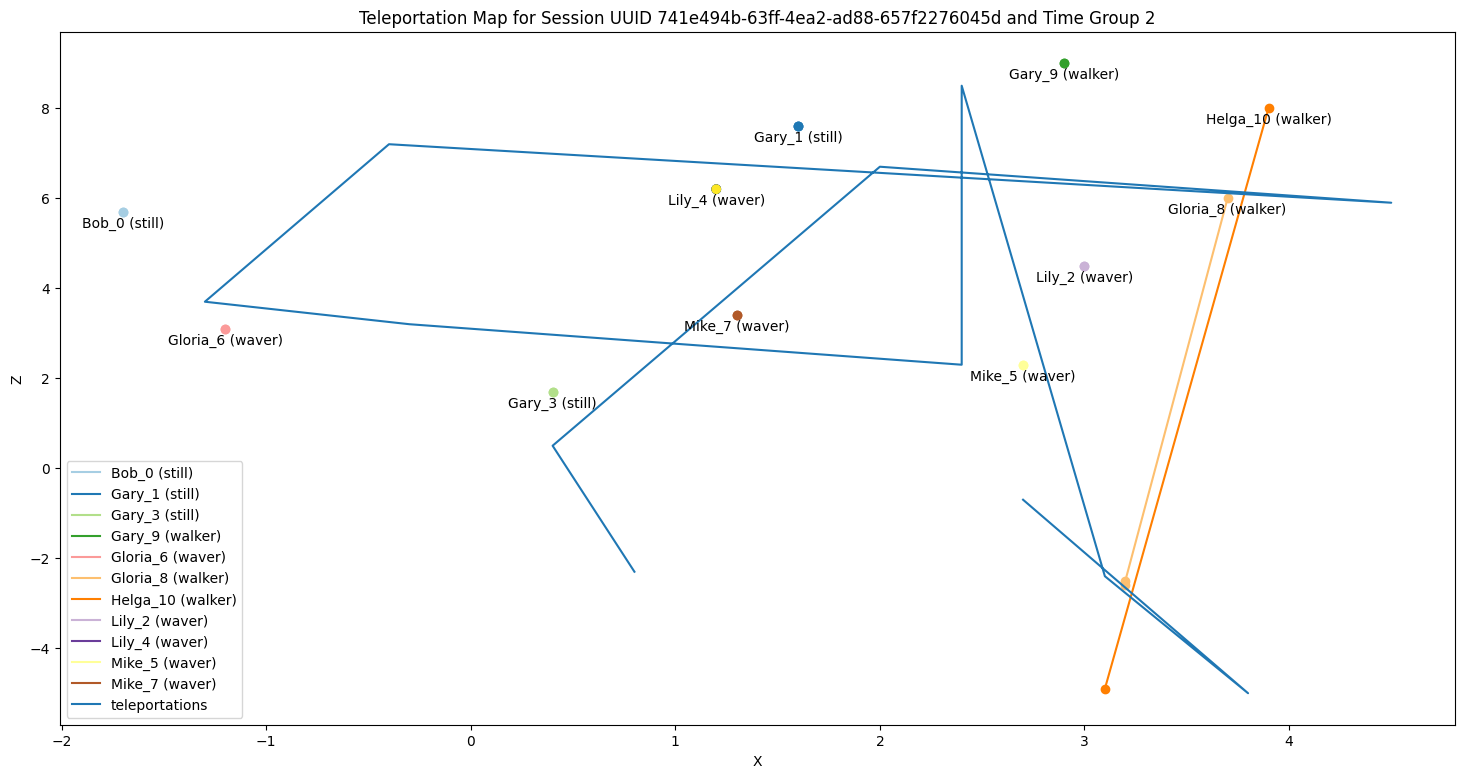 Teleportation Map for Session UUID 741e494b-63ff-4ea2-ad88-657f2276045d and Time Group 2
Gary_9 (walker)
Helga_10 (walker)
Gary_1 (still)
Lily_4 (waver)
Gloria_8 (walker)
Bob_0 (still)
Lily_2 (waver)
Mike_7 (waver)
Gloria_6 (waver)
Mike_5 (waver)
Gary_3 (still)
8
6
4
2
0
−2
−4
Z
Bob_0 (still)
Gary_1 (still)
Gary_3 (still)
Gary_9 (walker)
Gloria_6 (waver)
Gloria_8 (walker)
Helga_10 (walker)
Lily_2 (waver)
Lily_4 (waver)
Mike_5 (waver)
Mike_7 (waver)
teleportations
−2 −1 0 1 2 3 4
X